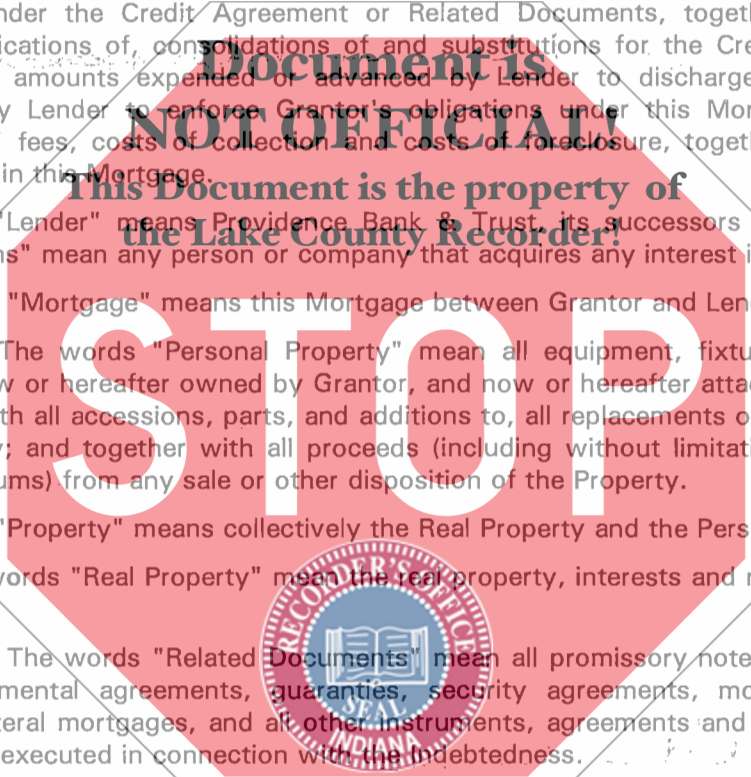 nder the Credit Agreement or Related Documents, toget
ications of, consolidations of and substitutions for the Cre
Document is
amounts expended or advanced by Lender to discharge
y Lender to enforce Grantor's obligations under this Mor
NOT OFFICIAL!
fees, costs of collection and costs of foreclosure, toget
in this Mortgage.
This Document is the property of
"Lender" means Providence Bank & Trust, its successors
the Lake County Recorder!
ns" mean any person or company that acquires any interest i
"Mortgage" means this Mortgage between Grantor and Len
STOP
The words "Personal Property" mean all equipment, fixtu
w or hereafter owned by Grantor, and now or hereafter atta
th all accessions, parts, and additions to, all replacements o
y; and together with all proceeds (including without limitati
ums) from any sale or other disposition of the Property.
"Property" means collectively the Real Property and the Pers
vords "Real Property" mean the real property, interests and r
RECORDER'S OFFICE
The words "Related Documents" mean all promissory note
mental agreements, guaranties, security agreements, mo
SEAL
eral mortgages, and all other instruments, agreements and
INDIANA
executed in connection with the Indebtedness.